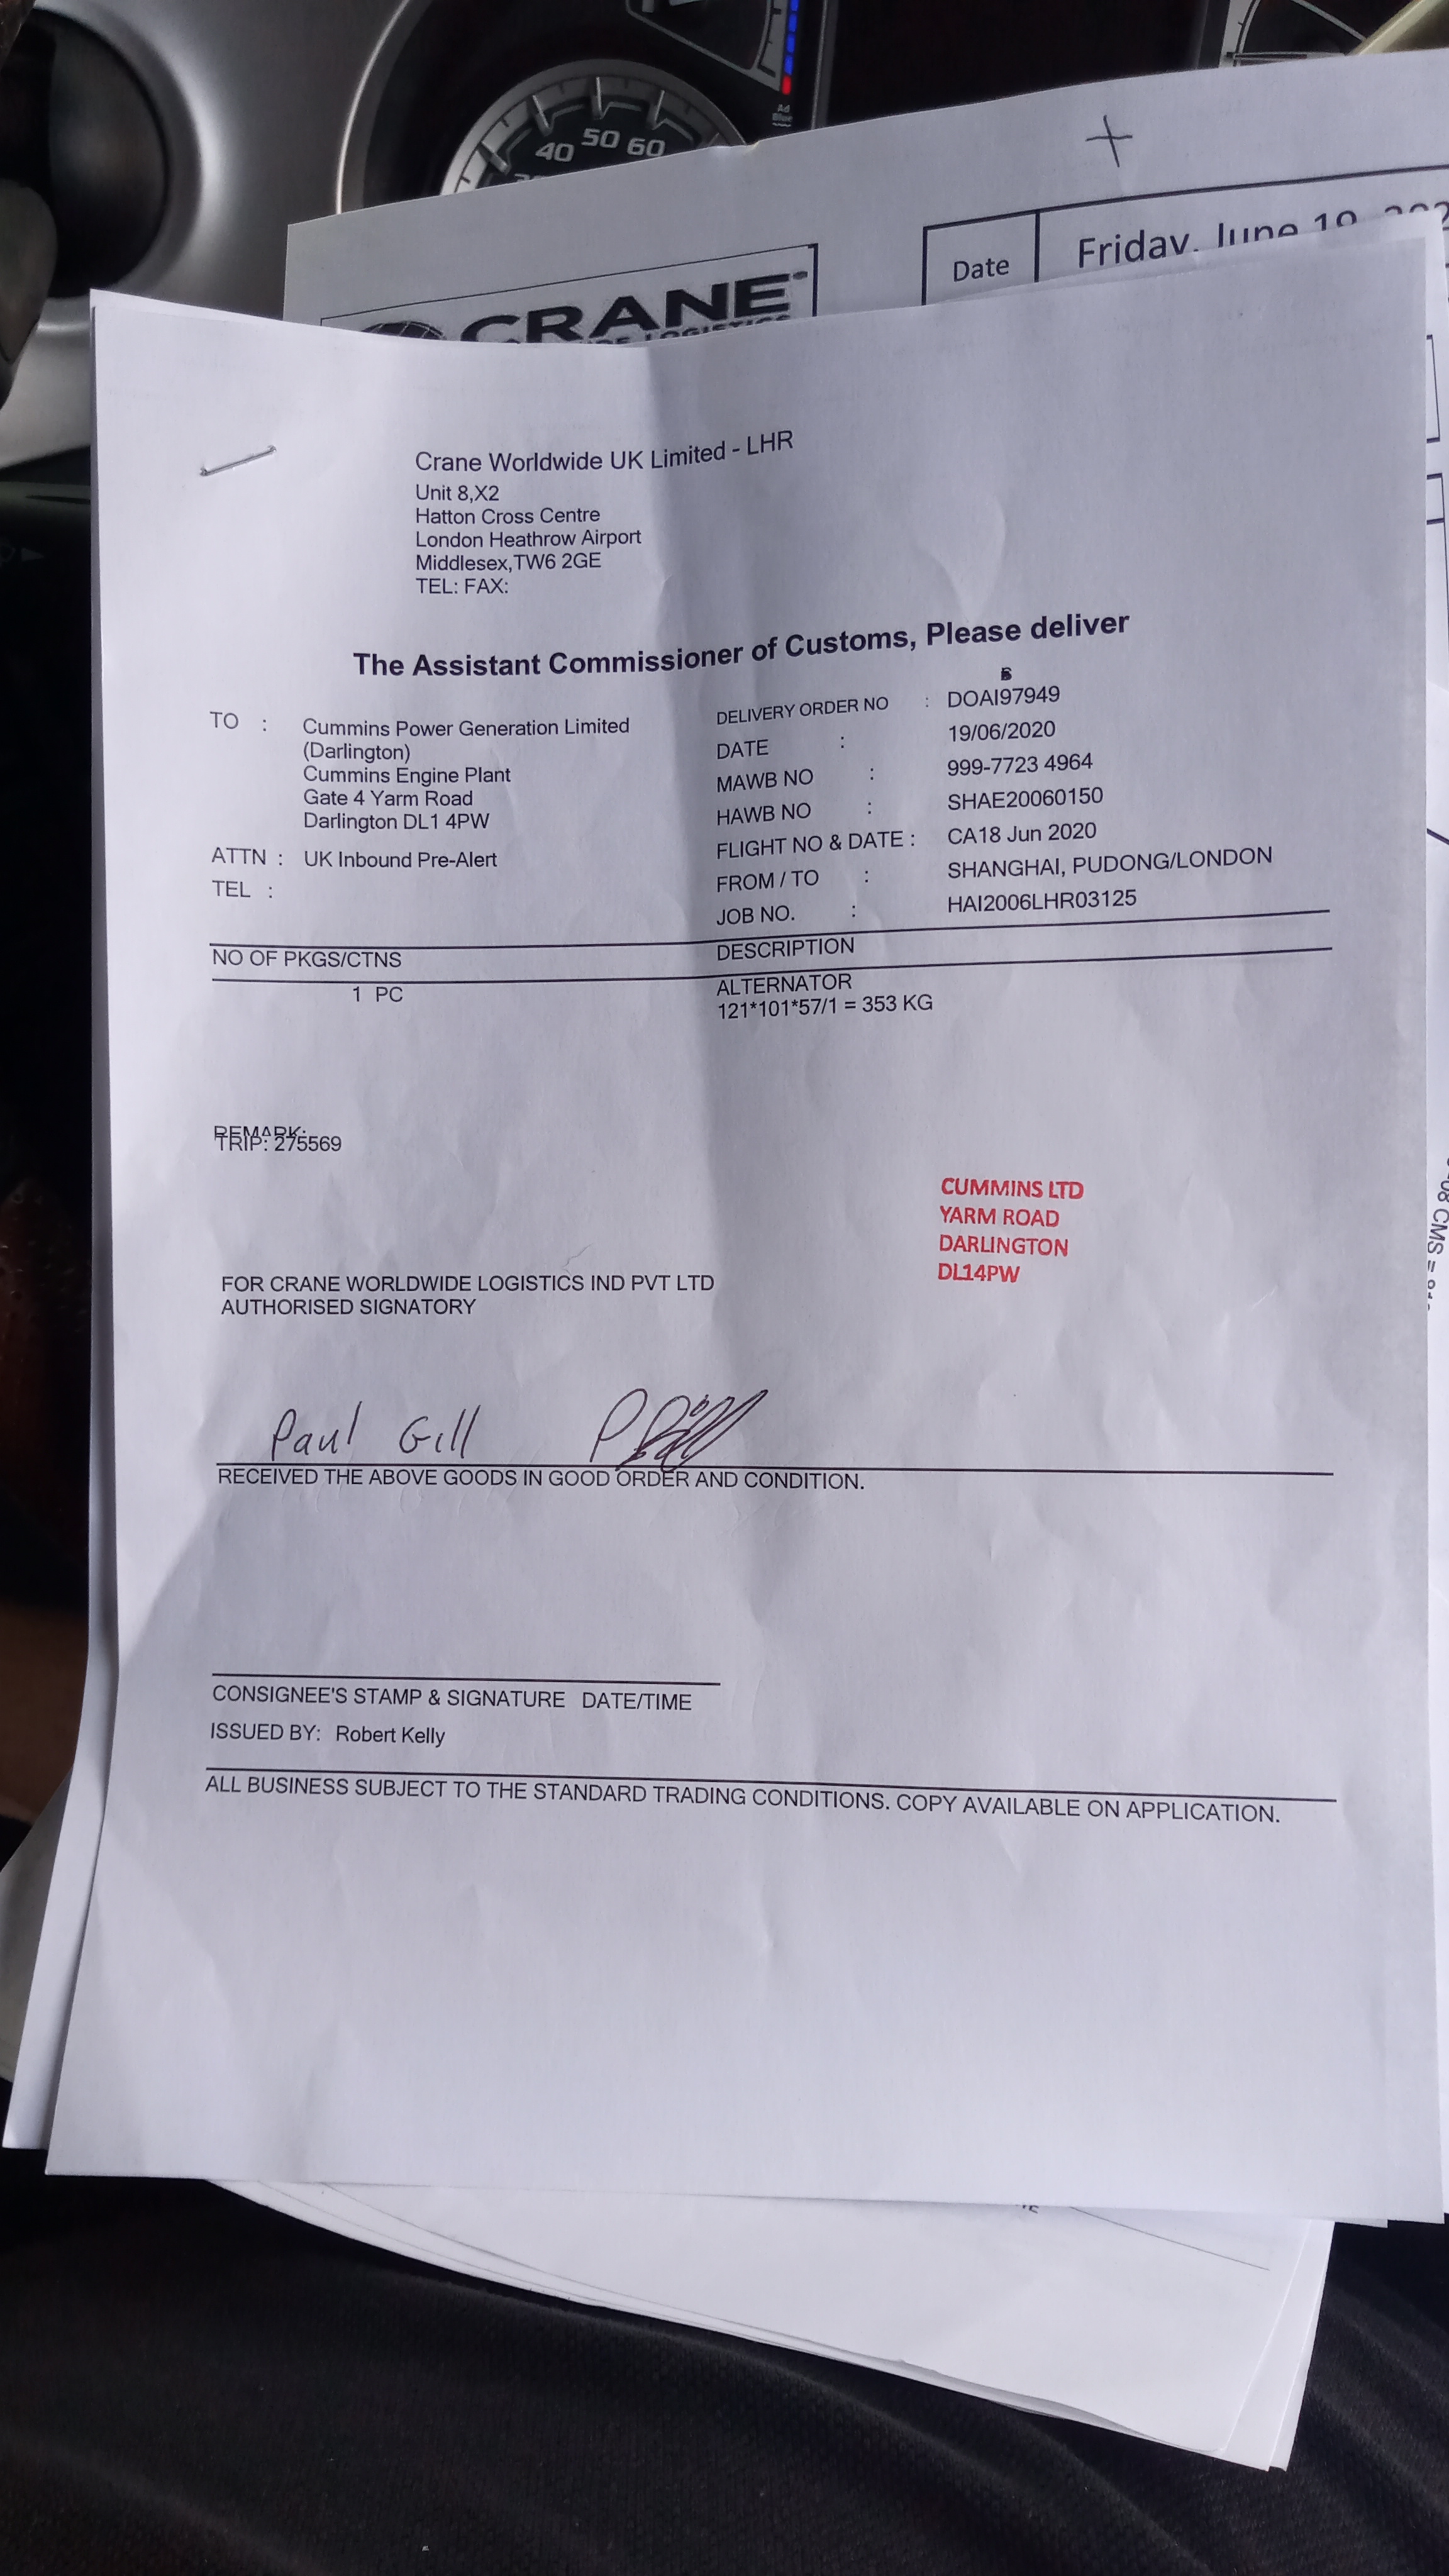 Ad
Blue
40 50 60
+
CRANE
Date Friday, June 19,
Crane Worldwide UK Limited - LHR
Unit 8,X2
Hatton Cross Centre
London Heathrow Airport
Middlesex,TW6 2GE
TEL: FAX:
The Assistant Commissioner of Customs, Please deliver
TO : Cummins Power Generation Limited
(Darlington)
Cummins Engine Plant
Gate 4 Yarm Road
Darlington DL1 4PW
ATTN : UK Inbound Pre-Alert
TEL :
DELIVERY ORDER NO : DOAI97949
DATE : 19/06/2020
MAWB NO : 999-7723 4964
HAWB NO : SHAE20060150
FLIGHT NO & DATE : CA18 Jun 2020
FROM / TO : SHANGHAI, PUDONG/LONDON
JOB NO. : HAI2006LHR03125
NO OF PKGS/CTNS DESCRIPTION
1 PC ALTERNATOR
121*101*57/1 = 353 KG
REMARK:
TRIP: 275569
CUMMINS LTD
YARM ROAD
DARLINGTON
DL14PW
FOR CRANE WORLDWIDE LOGISTICS IND PVT LTD
AUTHORISED SIGNATORY
Paul Gill PGill
RECEIVED THE ABOVE GOODS IN GOOD ORDER AND CONDITION.
CONSIGNEE'S STAMP & SIGNATURE DATE/TIME
ISSUED BY: Robert Kelly
ALL BUSINESS SUBJECT TO THE STANDARD TRADING CONDITIONS. COPY AVAILABLE ON APPLICATION.